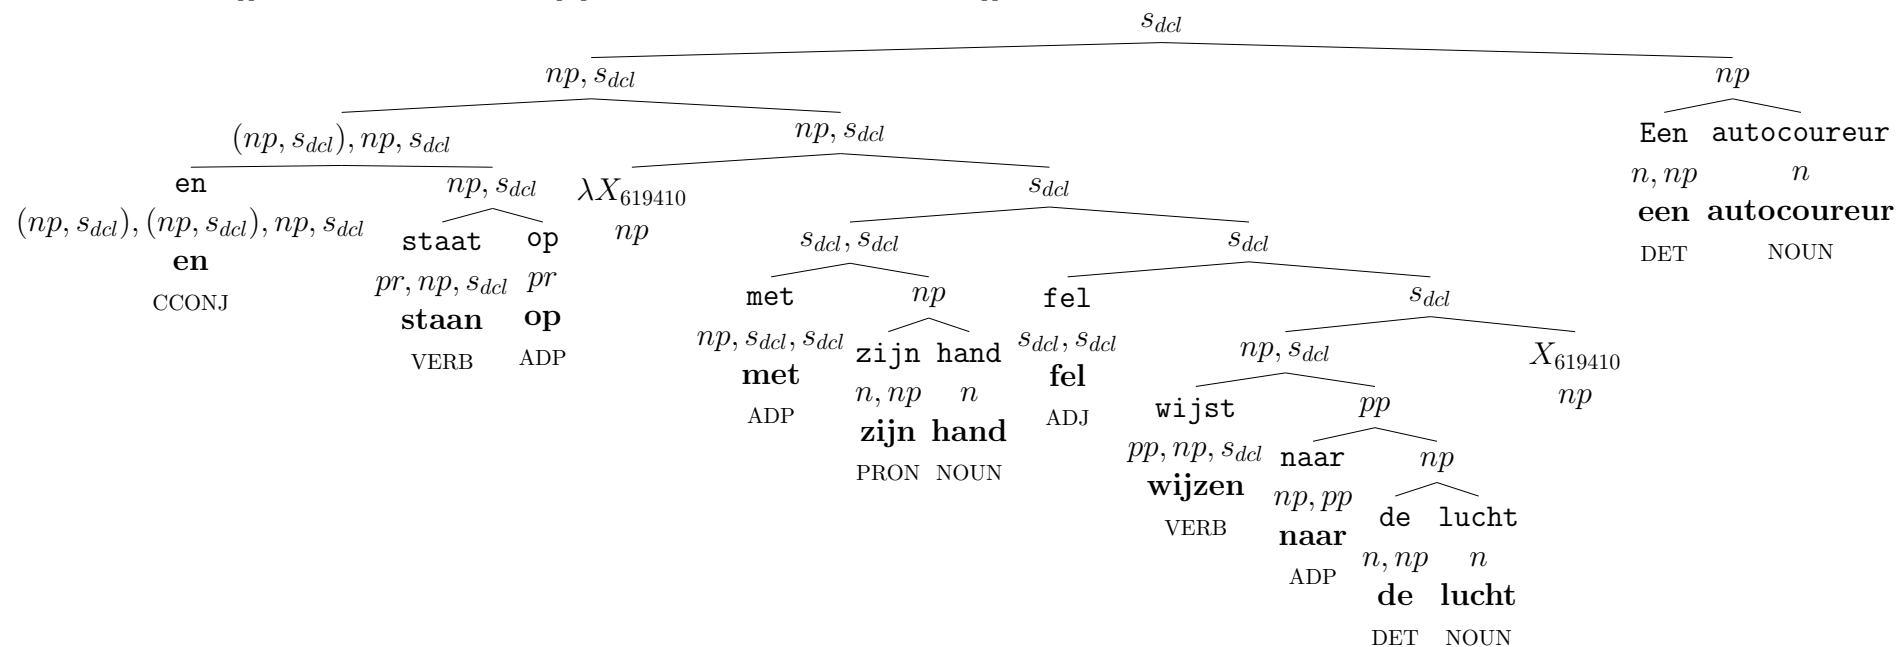 s_dcl
np, s_dcl np
(np, s_dcl), np, s_dcl np, s_dcl Een autocoureur
en np, s_dcl λX_619410 s_dcl n, np n
(np, s_dcl), (np, s_dcl), np, s_dcl staat op np s_dcl, s_dcl s_dcl een autocoureur
en pr, np, s_dcl pr met np fel s_dcl DET NOUN
CCONJ staan op np, s_dcl, s_dcl zijn hand s_dcl, s_dcl np, s_dcl X_619410
VERB ADP met n, np n fel wijst pp np
ADP zijn hand ADJ pp, np, s_dcl naar np
PRON NOUN wijzen np, pp de lucht
VERB naar n, np n
ADP de lucht
DET NOUN